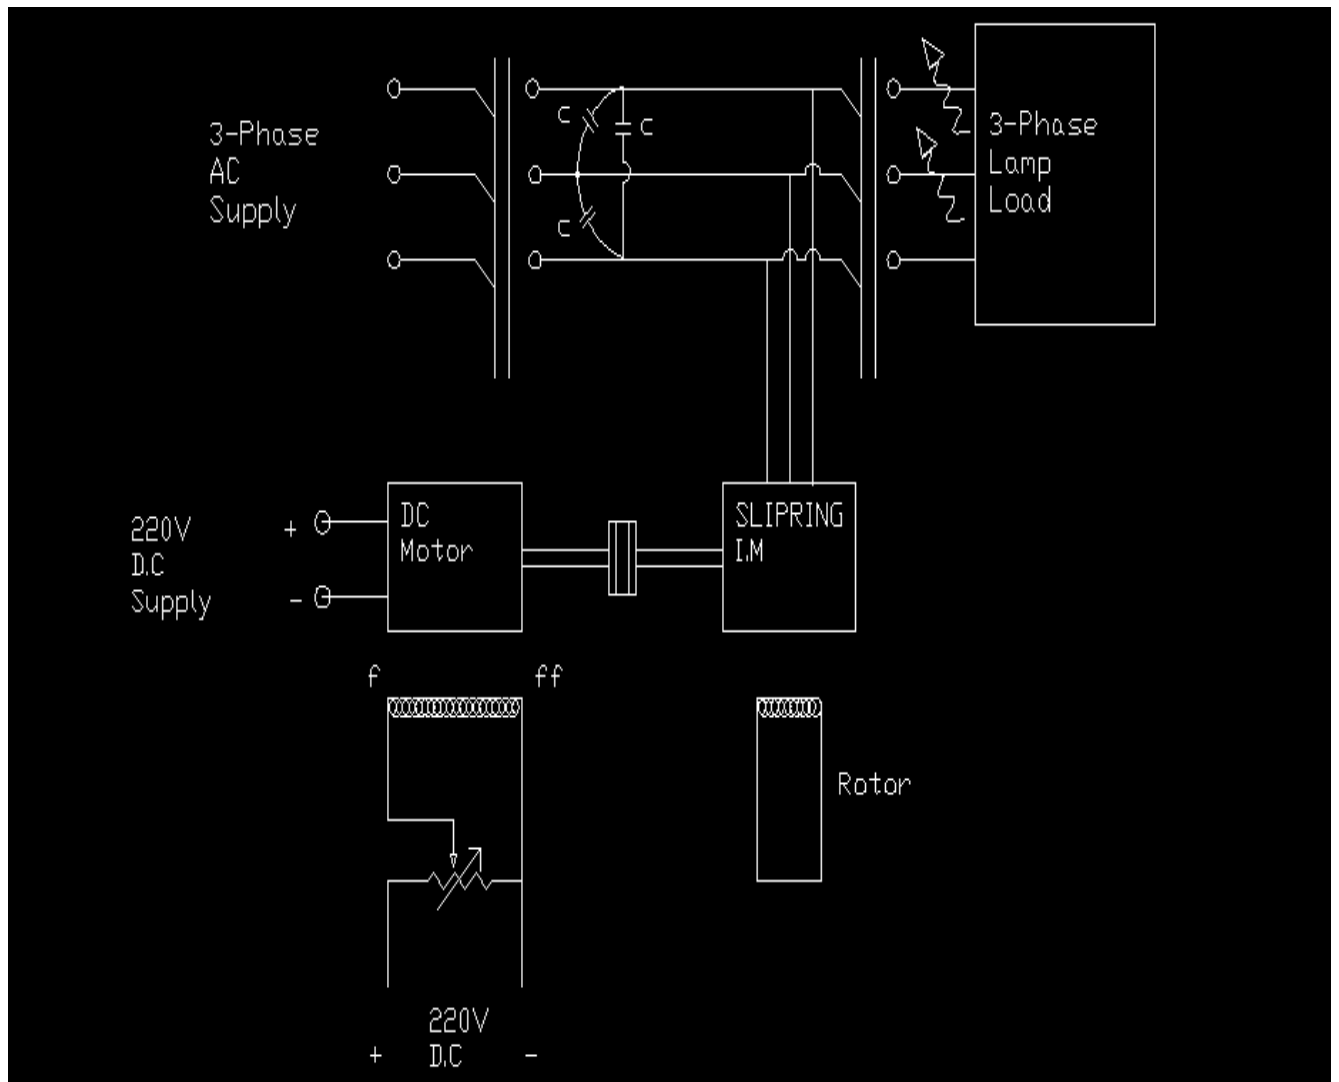 3-Phase
AC
Supply
C
C
C
3-Phase
Lamp
Load
220V
D.C
Supply
+
-
DC
Motor
SLIPRING
I.M
f
ff
Rotor
220V
+ D.C -